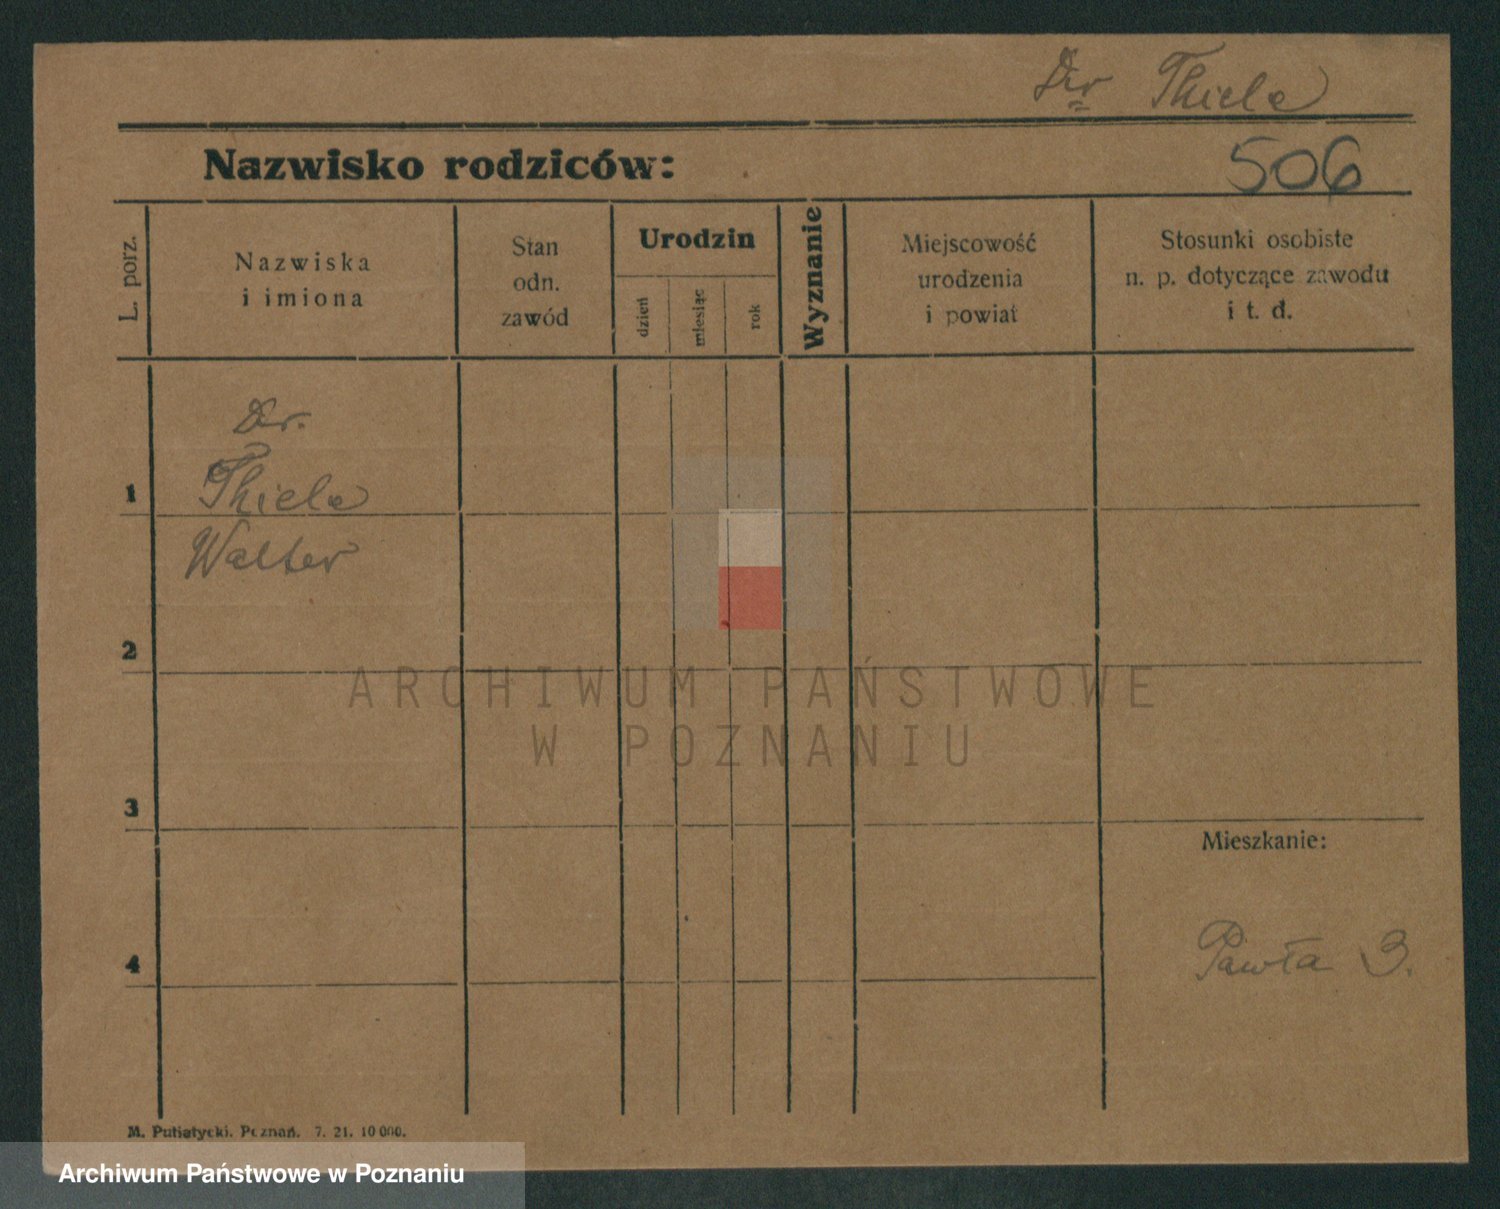 Dr Thiele
Nazwisko rodziców:
506
L. porz.
Nazwiska
i imiona
Stan
odn.
zawód
Urodzin
dzień
miesiąc
rok
Wyznanie
Miejscowość
urodzenia
i powiat
Stosunki osobiste
n. p. dotyczące zawodu
i t. d.
Dr.
1 Thiele
Walter
2
ARCHIWUM PAŃSTWOWE
W POZNANIU
3
Mieszkanie:
4
Pawła 3.
M. Putiatycki. Poznań. 7. 21. 10 000.
Archiwum Państwowe w Poznaniu